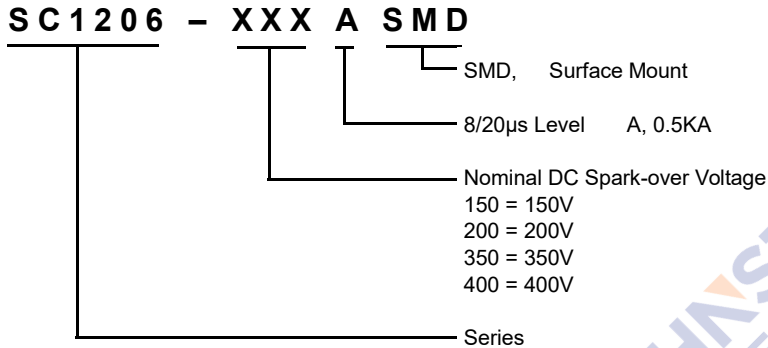 SC1206 – XXX A SMD
SMD, Surface Mount
8/20μs Level A, 0.5KA
Nominal DC Spark-over Voltage
150 = 150V
200 = 200V
350 = 350V
400 = 400V
Series